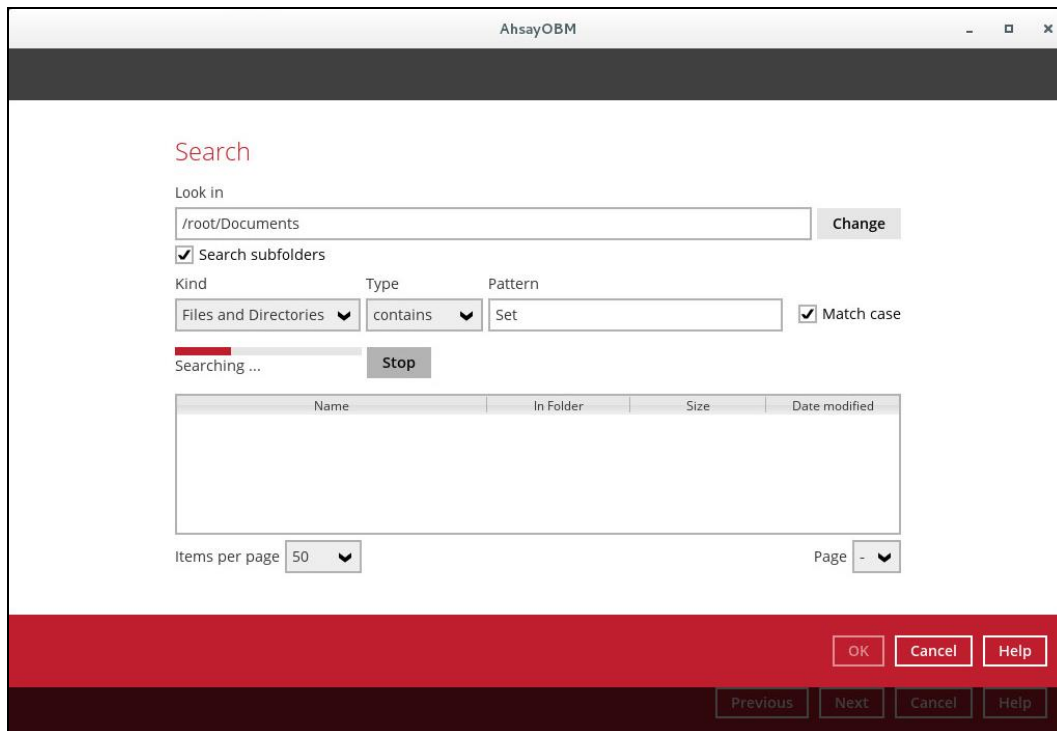 AhsayOBM
Search
Look in
/root/Documents
Change
Search subfolders
Kind Type Pattern
Files and Directories contains Set Match case
Searching ... Stop
Name In Folder Size Date modified
Items per page 50 Page -
OK Cancel Help
Previous Next Cancel Help